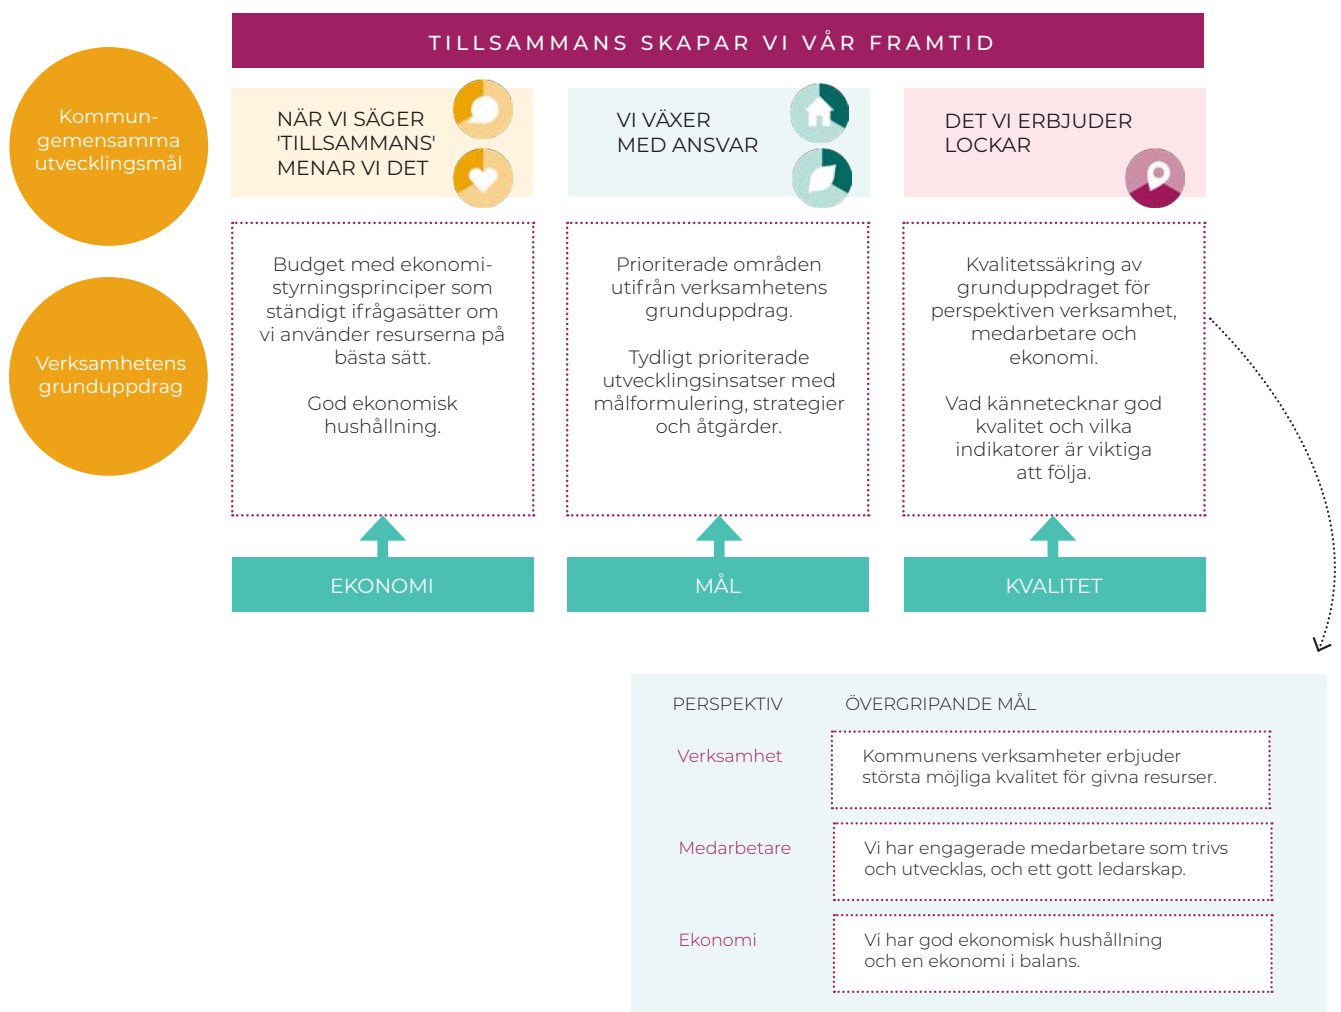 TILLSAMMANS SKAPAR VI VÅR FRAMTID
Kommun-
gemensamma
utvecklingsmål
NÄR VI SÄGER
'TILLSAMMANS'
MENAR VI DET
VI VÄXER
MED ANSVAR
DET VI ERBJUDER
LOCKAR
Verksamhetens
grunduppdrag
Budget med ekonomi-
styrningsprinciper som
ständigt ifrågasätter om
vi använder resurserna på
bästa sätt.
God ekonomisk
hushållning.
Prioriterade områden
utifrån verksamhetens
grunduppdrag.
Tydligt prioriterade
utvecklingsinsatser med
målformulering, strategier
och åtgärder.
Kvalitetssäkring av
grunduppdraget för
perspektiven verksamhet,
medarbetare och
ekonomi.
Vad kännetecknar god
kvalitet och vilka
indikatorer är viktiga
att följa.
EKONOMI
MÅL
KVALITET
PERSPEKTIV
ÖVERGRIPANDE MÅL
Verksamhet
Kommunens verksamheter erbjuder
största möjliga kvalitet för givna resurser.
Medarbetare
Vi har engagerade medarbetare som trivs
och utvecklas, och ett gott ledarskap.
Ekonomi
Vi har god ekonomisk hushållning
och en ekonomi i balans.